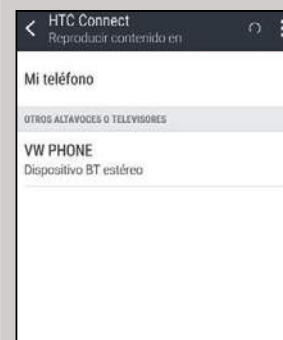 HTC Connect
Reproducir contenido en
Mi teléfono
OTROS ALTAVOCES O TELEVISORES
VW PHONE
Dispositivo BT estéreo